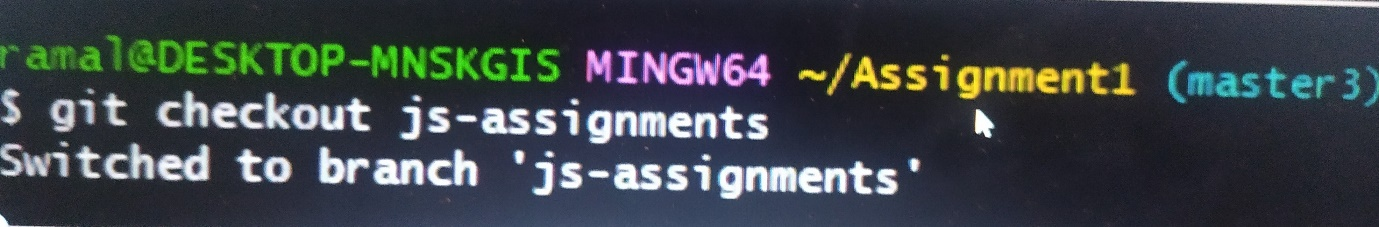 ramal@DESKTOP-MNSKGIS MINGW64 ~/Assignment1 (master3)
$ git checkout js-assignments
Switched to branch 'js-assignments'